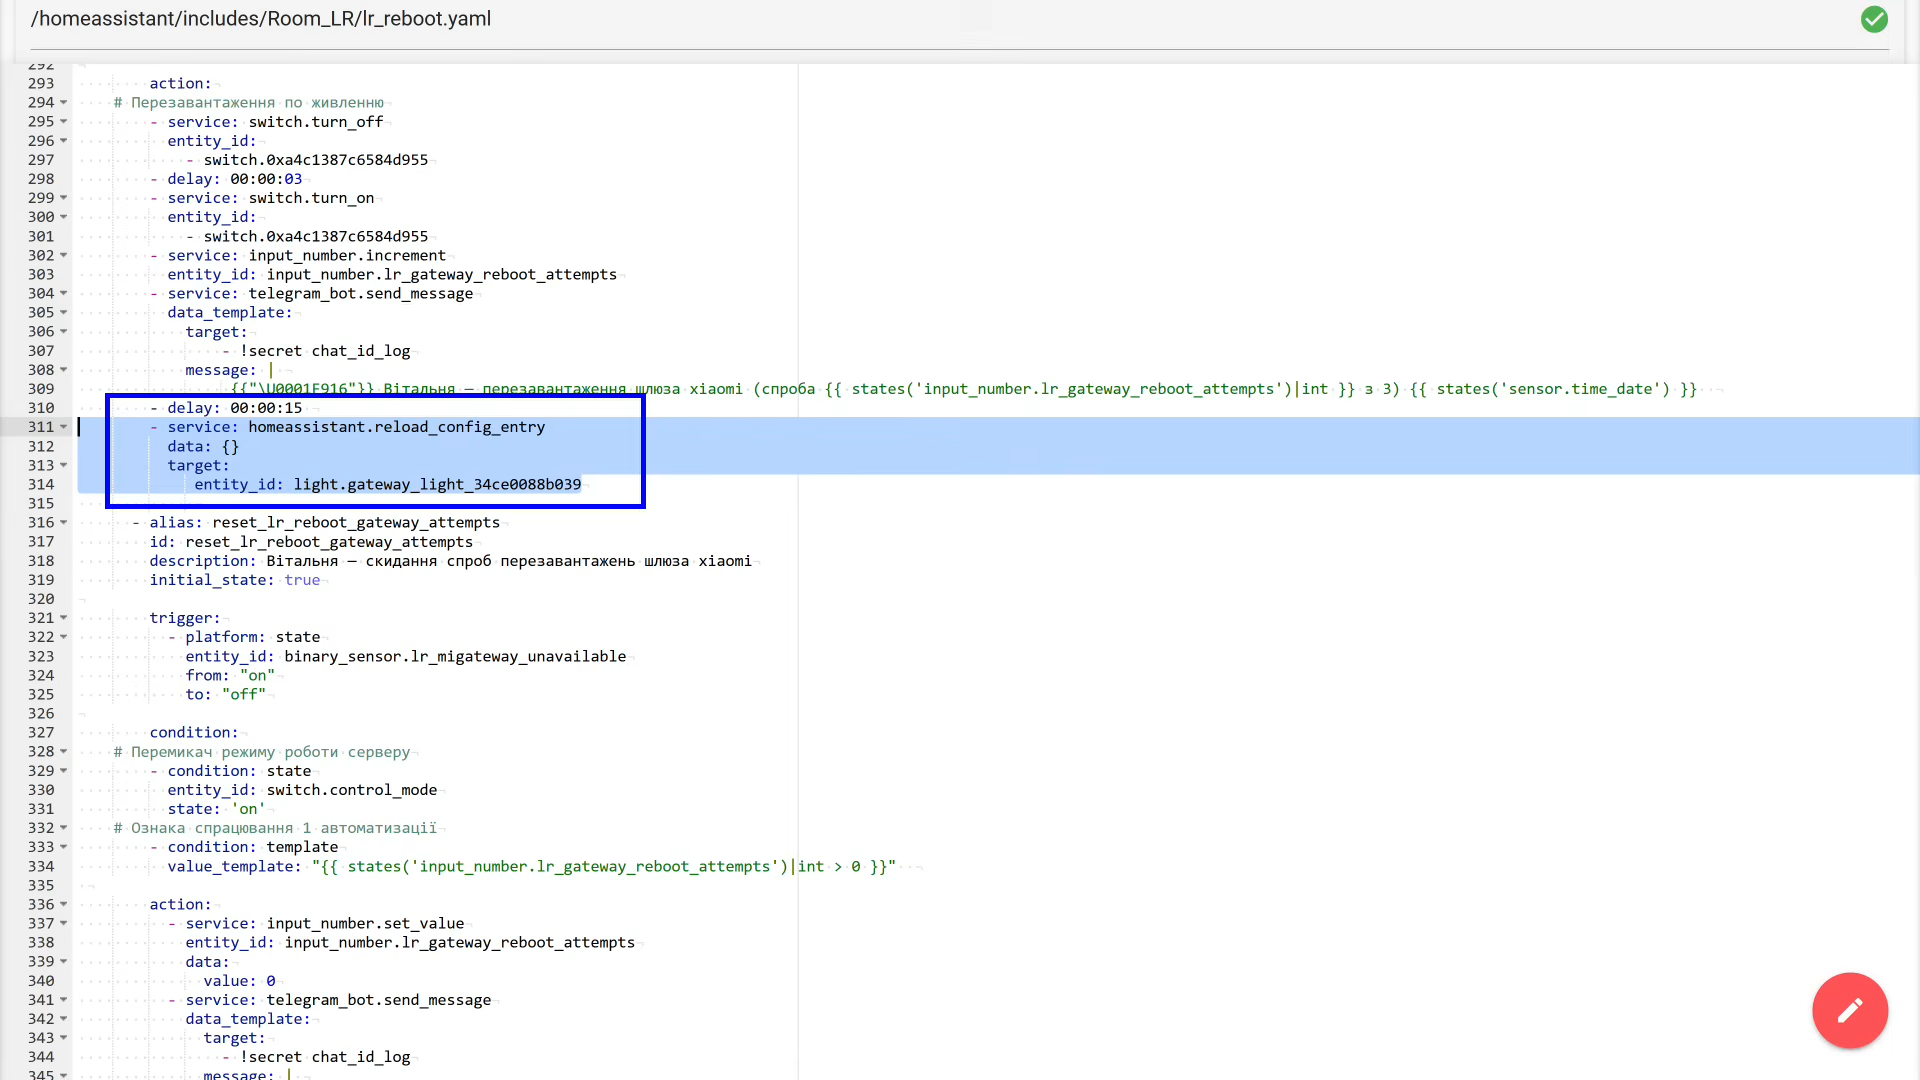 /homeassistant/includes/Room_LR/lr_reboot.yaml
292
293 action:
294 # Перезавантаження по живленню
295 - service: switch.turn_off
296 entity_id:
297 - switch.0xa4c1387c6584d955
298 - delay: 00:00:03
299 - service: switch.turn_on
300 entity_id:
301 - switch.0xa4c1387c6584d955
302 - service: input_number.increment
303 entity_id: input_number.lr_gateway_reboot_attempts
304 - service: telegram_bot.send_message
305 data_template:
306 target:
307 - !secret chat_id_log
308 message: |
309 {{"\U0001F916"}} Вітальня — перезавантаження шлюза xiaomi (спроба {{ states('input_number.lr_gateway_reboot_attempts')|int }} з 3) {{ states('sensor.time_date') }}
310 - delay: 00:00:15
311 - service: homeassistant.reload_config_entry
312 data: {}
313 target:
314 entity_id: light.gateway_light_34ce0088b039
315
316 - alias: reset_lr_reboot_gateway_attempts
317 id: reset_lr_reboot_gateway_attempts
318 description: Вітальня — скидання спроб перезавантажень шлюза xiaomi
319 initial_state: true
320
321 trigger:
322 - platform: state
323 entity_id: binary_sensor.lr_migateway_unavailable
324 from: "on"
325 to: "off"
326
327 condition:
328 # Перемикач режиму роботи серверу
329 - condition: state
330 entity_id: switch.control_mode
331 state: 'on'
332 # Ознака спрацювання 1 автоматизації
333 - condition: template
334 value_template: "{{ states('input_number.lr_gateway_reboot_attempts')|int > 0 }}"
335
336 action:
337 - service: input_number.set_value
338 entity_id: input_number.lr_gateway_reboot_attempts
339 data:
340 value: 0
341 - service: telegram_bot.send_message
342 data_template:
343 target:
344 - !secret chat_id_log
345 message: |